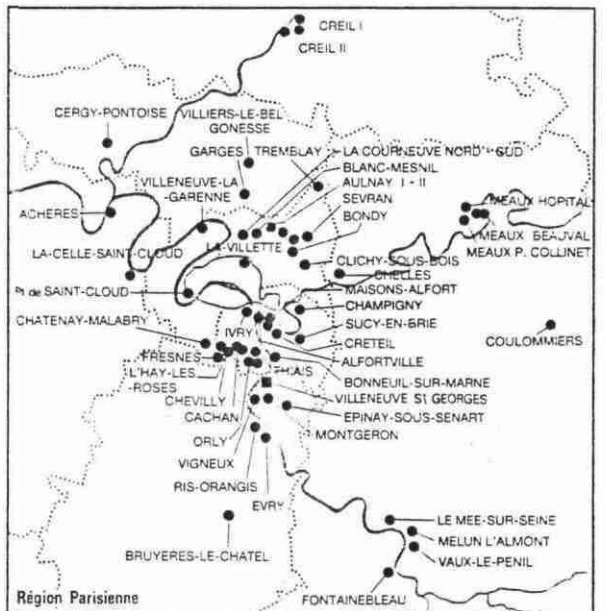 CREIL I
CREIL II
CERGY-PONTOISE
VILLIERS-LE-BEL
GONESSE
GARGES
TREMBLAY
LA COURNEUVE NORD - SUD
BLANC-MESNIL
AULNAY I - II
SEVRAN
BONDY
VILLENEUVE-LA
-GARENNE
MEAUX HOPITAL
MEAUX BEAUVAL
MEAUX P. COLLINET
ACHERES
LA-VILLETTE
LA-CELLE-SAINT-CLOUD
CLICHY-SOUS-BOIS
CHELLES
MAISONS-ALFORT
Pt de SAINT-CLOUD
CHAMPIGNY
CHATENAY-MALABRY
IVRY
SUCY-EN-BRIE
CRETEIL
COULOMMIERS
ALFORTVILLE
FRESNES
THIAIS
L'HAY-LES
-ROSES
BONNEUIL-SUR-MARNE
CHEVILLY
VILLENEUVE St GEORGES
CACHAN
EPINAY-SOUS-SENART
ORLY
MONTGERON
VIGNEUX
RIS-ORANGIS
EVRY
LE MEE-SUR-SEINE
MELUN L'ALMONT
BRUYERES-LE-CHATEL
VAUX-LE-PENIL
Région Parisienne
FONTAINEBLEAU